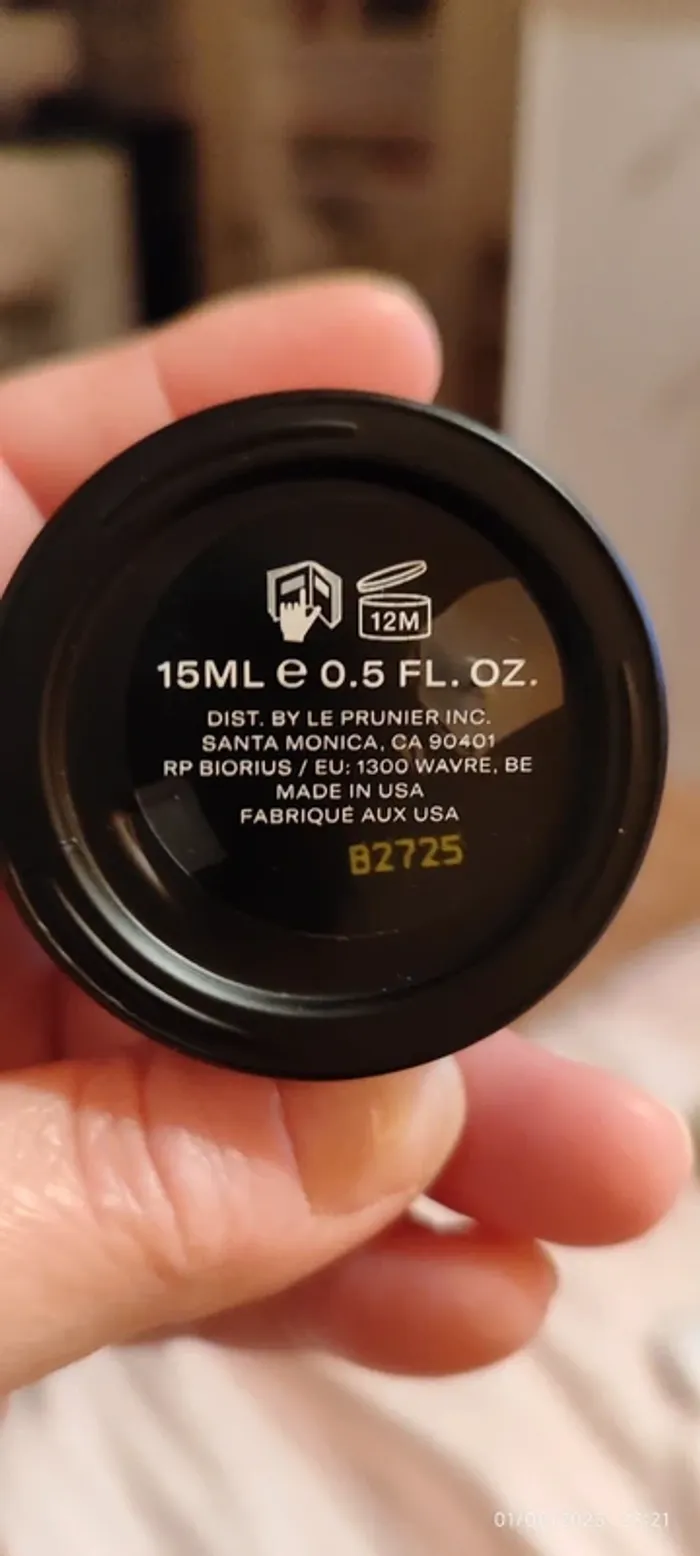 12M
15ML e 0.5 FL. OZ.
DIST. BY LE PRUNIER INC.
SANTA MONICA, CA 90401
RP BIORIUS / EU: 1300 WAVRE, BE
MADE IN USA
FABRIQUÉ AUX USA
B2725